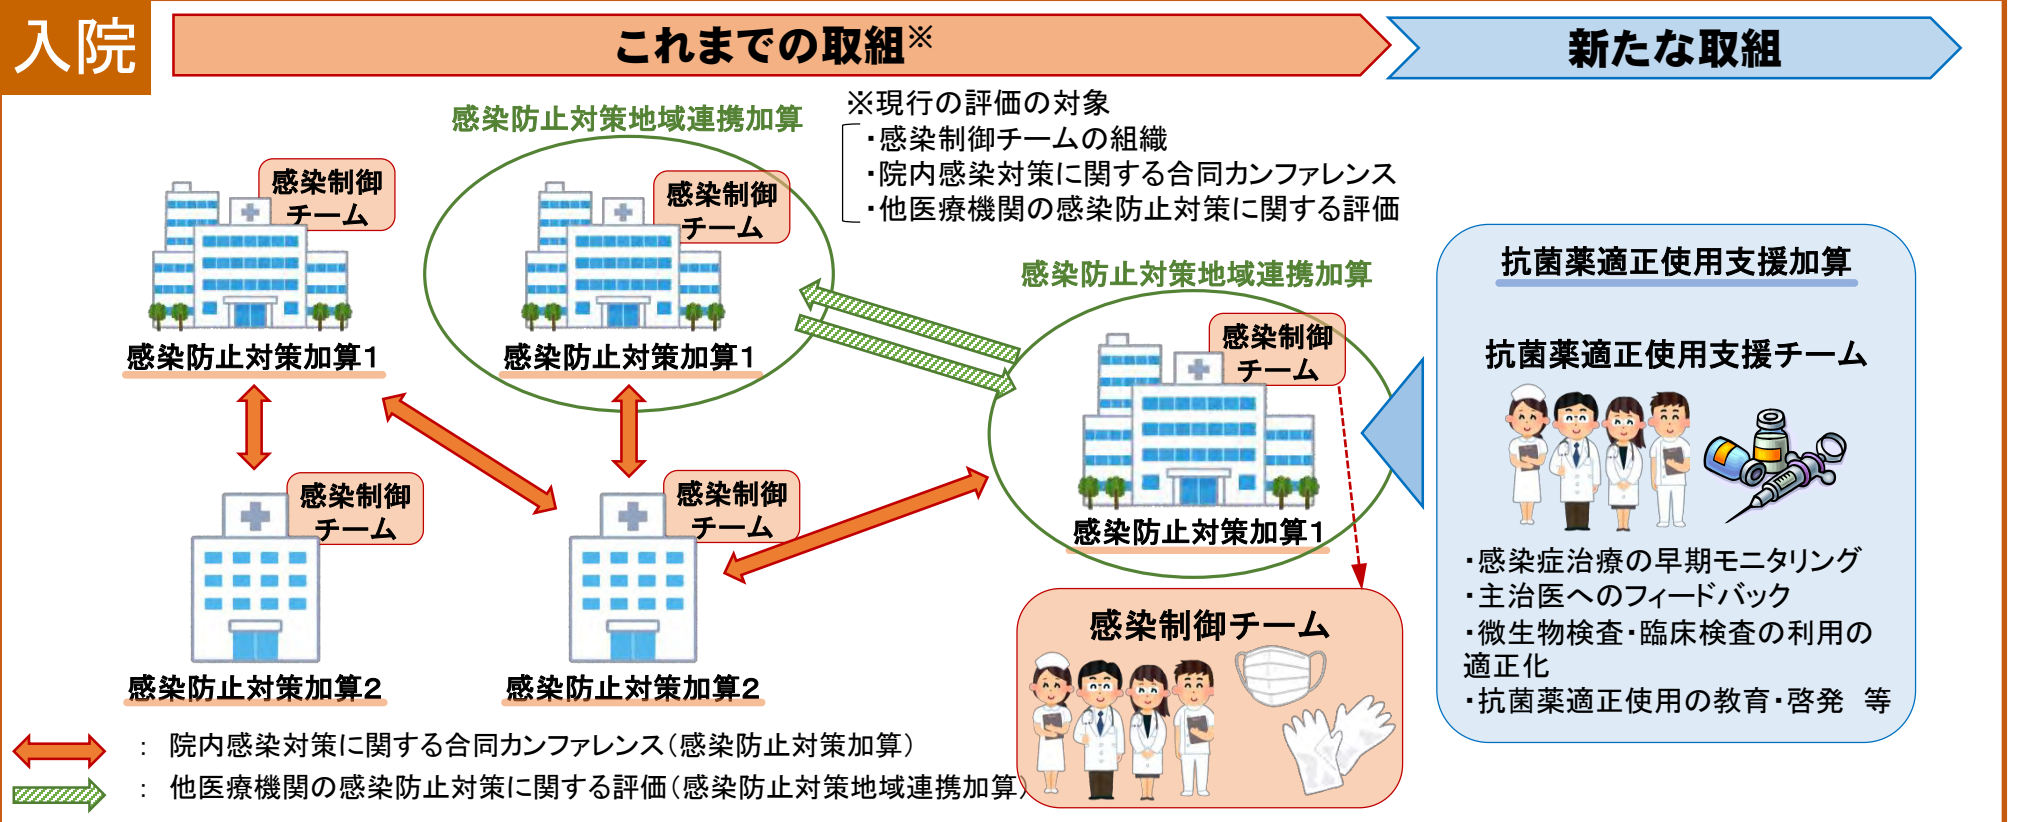 入院
これまでの取組※
新たな取組
※現行の評価の対象
・感染制御チームの組織
・院内感染対策に関する合同カンファレンス
・他医療機関の感染防止対策に関する評価
感染防止対策地域連携加算
感染制御
チーム
感染制御
チーム
感染防止対策加算1
感染防止対策加算1
感染防止対策地域連携加算
感染制御
チーム
感染防止対策加算1
感染制御
チーム
感染制御
チーム
感染防止対策加算2
感染防止対策加算2
感染制御チーム
抗菌薬適正使用支援加算
抗菌薬適正使用支援チーム
・感染症治療の早期モニタリング
・主治医へのフィードバック
・微生物検査・臨床検査の利用の
適正化
・抗菌薬適正使用の教育・啓発　等
： 院内感染対策に関する合同カンファレンス（感染防止対策加算）
： 他医療機関の感染防止対策に関する評価（感染防止対策地域連携加算）